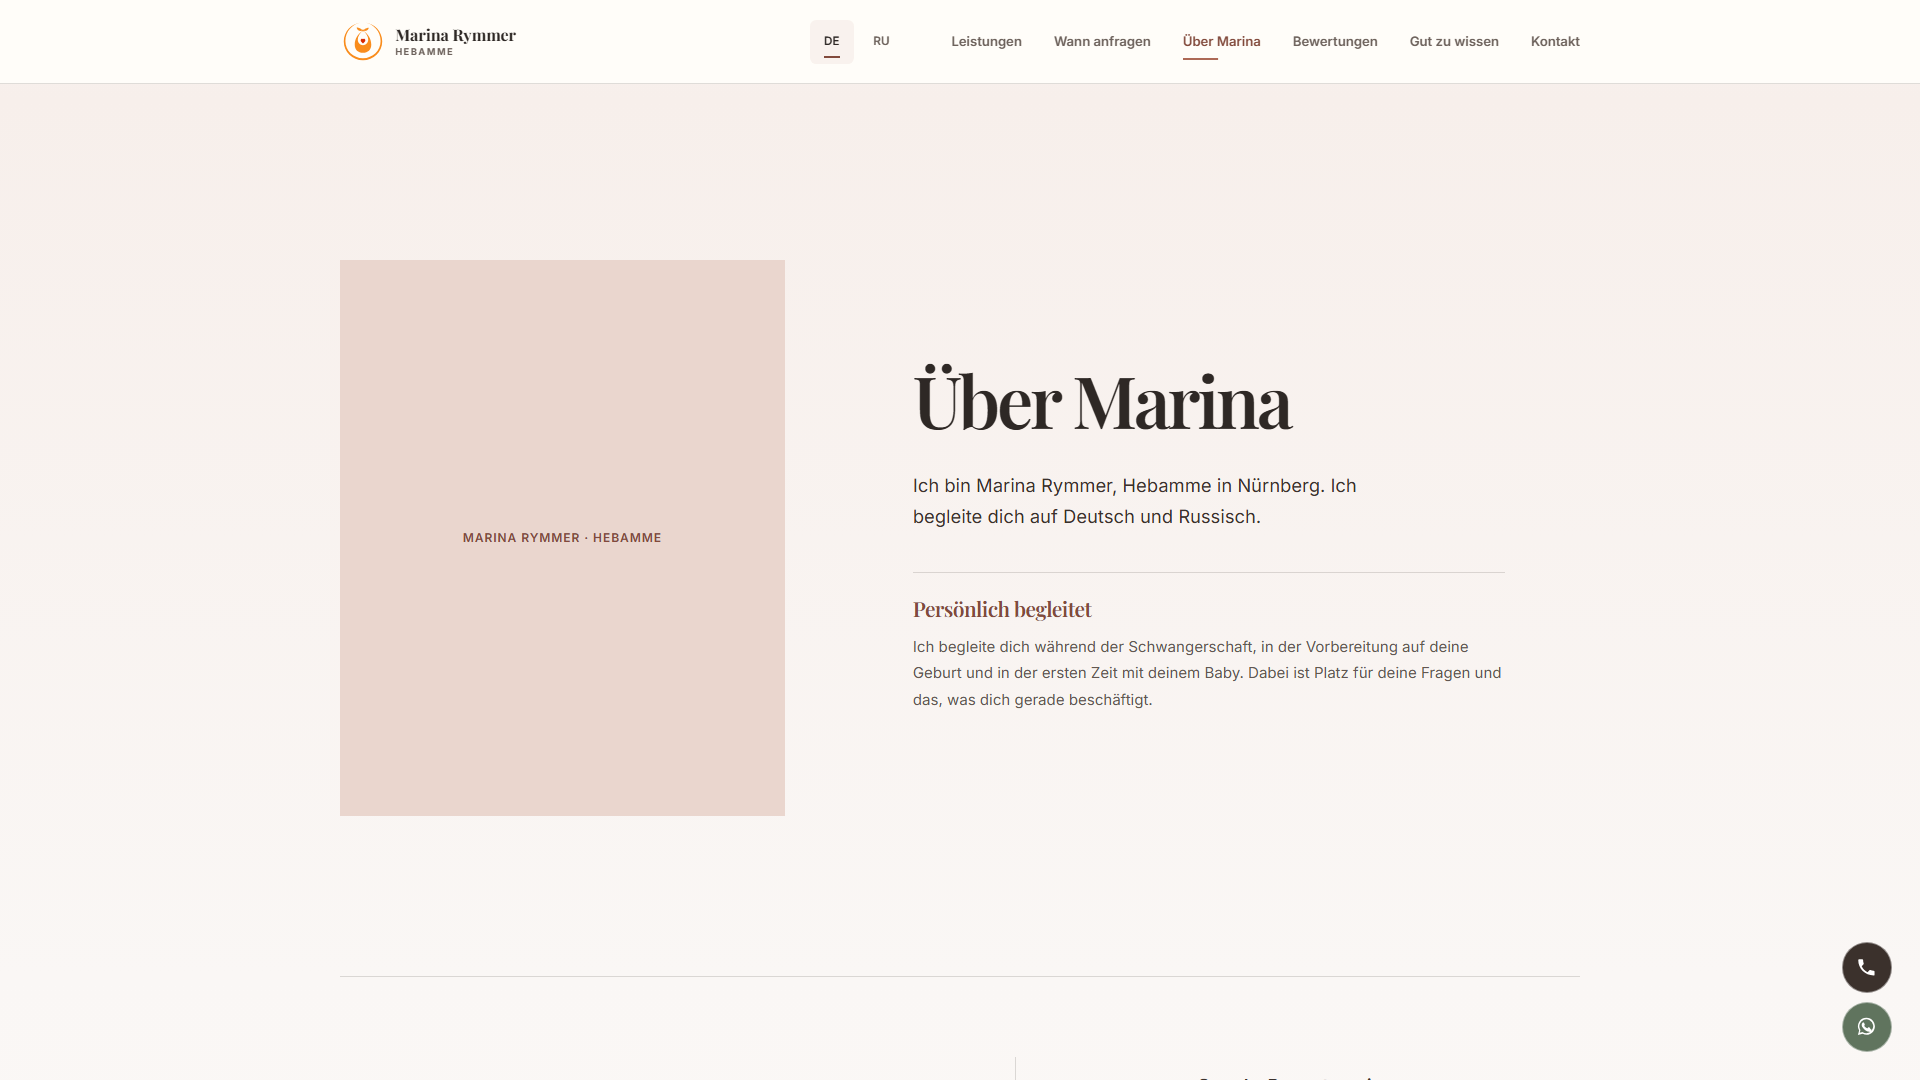 Marina Rymmer
HEBAMME
DE
RU
Leistungen
Wann anfragen
Über Marina
Bewertungen
Gut zu wissen
Kontakt
MARINA RYMMER · HEBAMME
Über Marina
Ich bin Marina Rymmer, Hebamme in Nürnberg. Ich
begleite dich auf Deutsch und Russisch.
Persönlich begleitet
Ich begleite dich während der Schwangerschaft, in der Vorbereitung auf deine
Geburt und in der ersten Zeit mit deinem Baby. Dabei ist Platz für deine Fragen und
das, was dich gerade beschäftigt.